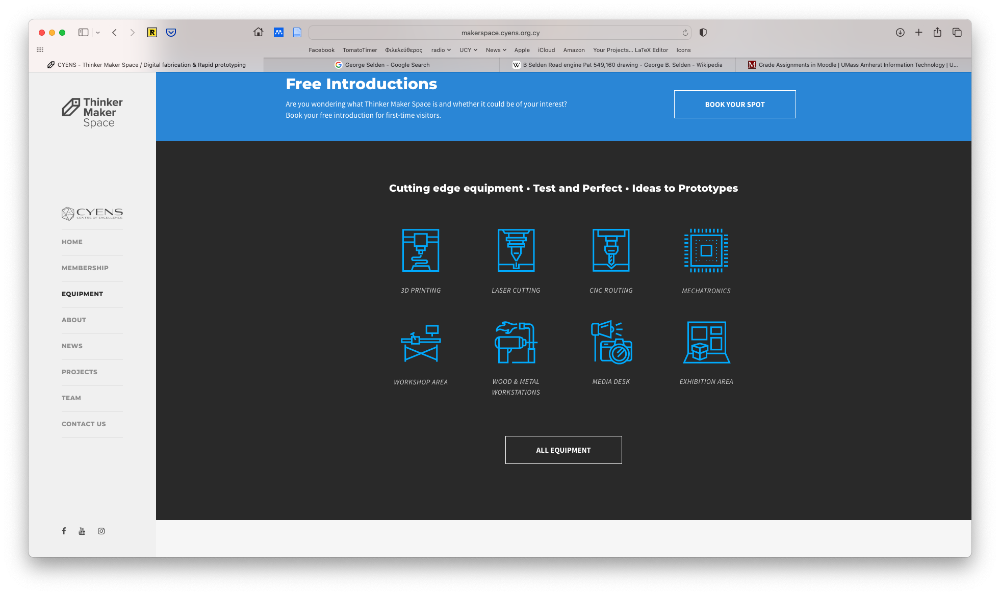 makerspace.cyens.org.cy
Facebook TomatoTimer Φιλελεύθερος radio UCY News Apple iCloud Amazon Your Projects... LaTeX Editor Icons
CYENS - Thinker Maker Space / Digital fabrication & Rapid prototyping
George Selden - Google Search
B Selden Road engine Pat 549,160 drawing - George B. Selden - Wikipedia
Grade Assignments in Moodle | UMass Amherst Information Technology | U...
Thinker
Maker
Space
CYENS
CENTRE OF EXCELLENCE
HOME
MEMBERSHIP
EQUIPMENT
ABOUT
NEWS
PROJECTS
TEAM
CONTACT US
Free Introductions
Are you wondering what Thinker Maker Space is and whether it could be of your interest?
Book your free introduction for first-time visitors.
BOOK YOUR SPOT
Cutting edge equipment • Test and Perfect • Ideas to Prototypes
3D PRINTING
LASER CUTTING
CNC ROUTING
MECHATRONICS
WORKSHOP AREA
WOOD & METAL
WORKSTATIONS
MEDIA DESK
EXHIBITION AREA
ALL EQUIPMENT